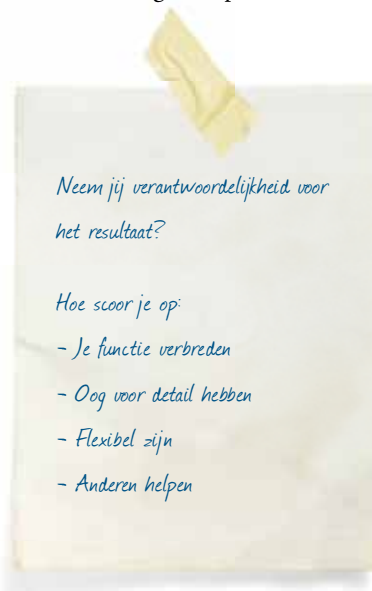 Neem jij verantwoordelijkheid voor
het resultaat?
Hoe scoor je op:
- Je functie verbreden
- Oog voor detail hebben
- Flexibel zijn
- Anderen helpen